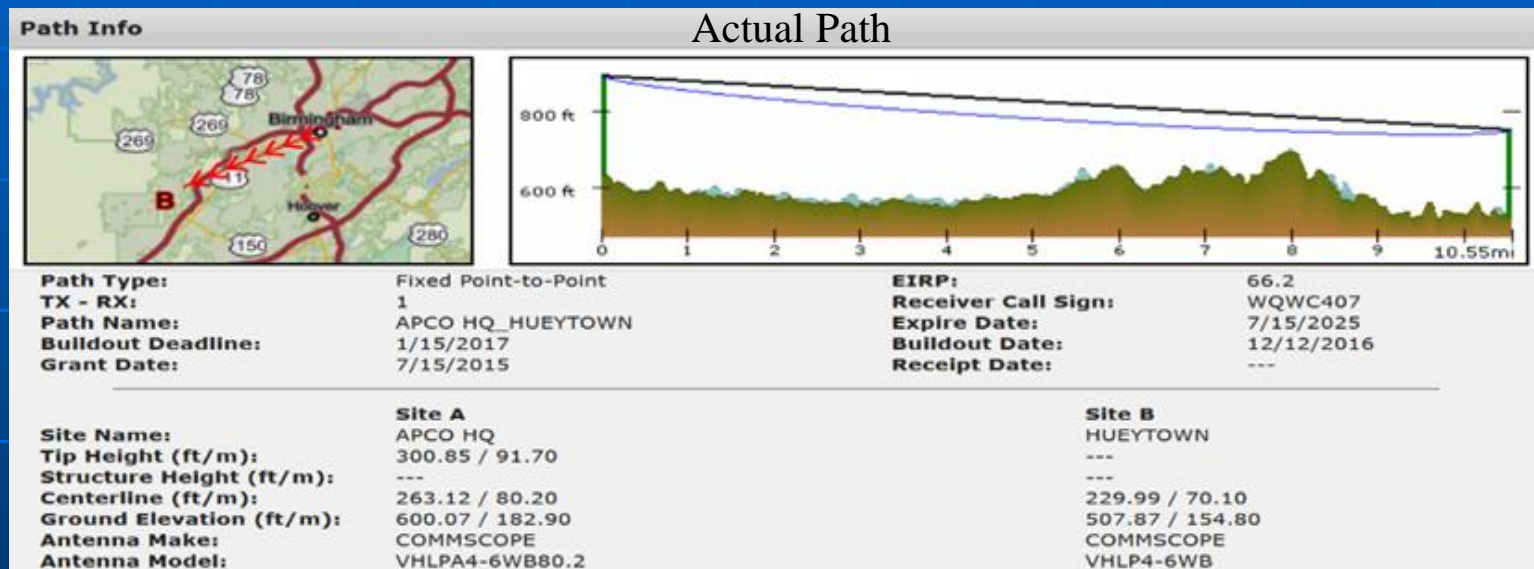 Path Info
Actual Path
78
78
Birmingham
269
269
11
B
Hoover
150
280
800 ft
600 ft
0 1 2 3 4 5 6 7 8 9 10.55mi
Path Type: Fixed Point-to-Point EIRP: 66.2
TX - RX: 1 Receiver Call Sign: WQWC407
Path Name: APCO HQ_HUEYTOWN Expire Date: 7/15/2025
Buildout Deadline: 1/15/2017 Buildout Date: 12/12/2016
Grant Date: 7/15/2015 Receipt Date: ---
Site A Site B
Site Name: APCO HQ HUEYTOWN
Tip Height (ft/m): 300.85 / 91.70 ---
Structure Height (ft/m): --- ---
Centerline (ft/m): 263.12 / 80.20 229.99 / 70.10
Ground Elevation (ft/m): 600.07 / 182.90 507.87 / 154.80
Antenna Make: COMMSCOPE COMMSCOPE
Antenna Model: VHLPA4-6WB80.2 VHLP4-6WB